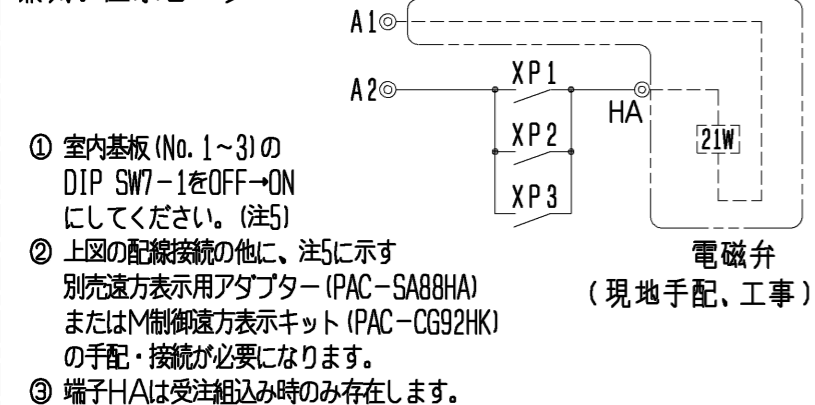 A1
A2
XP1
HA
XP2
21W
XP3
① 室内基板(No. 1~3)の
DIP SW7-1をOFF→ON
にしてください。(注5)
② 上図の配線接続の他に、注5に示す
別売遠方表示用アダプター(PAC-SA88HA)
またはM制御遠方表示キット(PAC-CG92HK)
の手配・接続が必要になります。
③ 端子HAは受注組込み時のみ存在します。
電磁弁
(現地手配、工事)